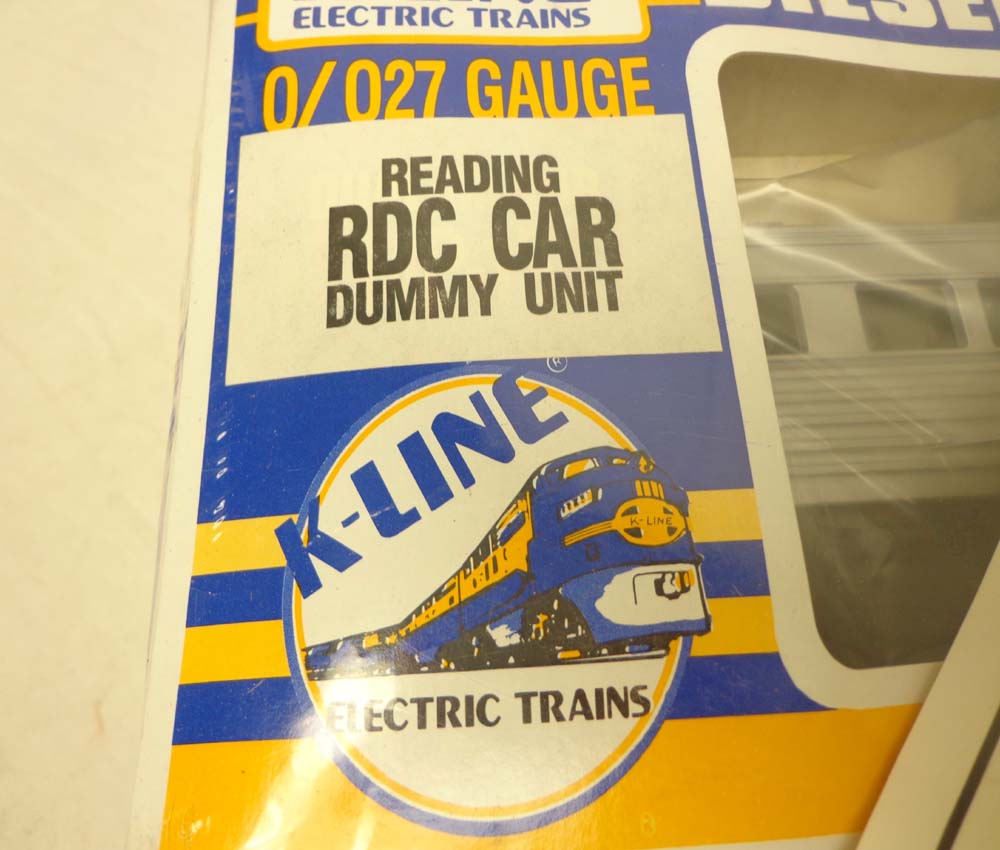 ELECTRIC TRAINS
0/027 GAUGE
READING
RDC CAR
DUMMY UNIT
®
K-LINE
K-LINE
ELECTRIC TRAINS